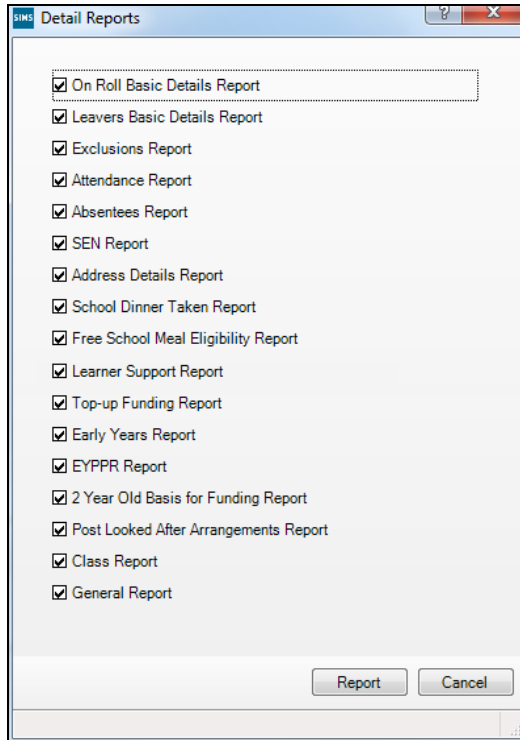 SIMS Detail Reports
On Roll Basic Details Report
Leavers Basic Details Report
Exclusions Report
Attendance Report
Absentees Report
SEN Report
Address Details Report
School Dinner Taken Report
Free School Meal Eligibility Report
Learner Support Report
Top-up Funding Report
Early Years Report
EYPPR Report
2 Year Old Basis for Funding Report
Post Looked After Arrangements Report
Class Report
General Report
Report Cancel